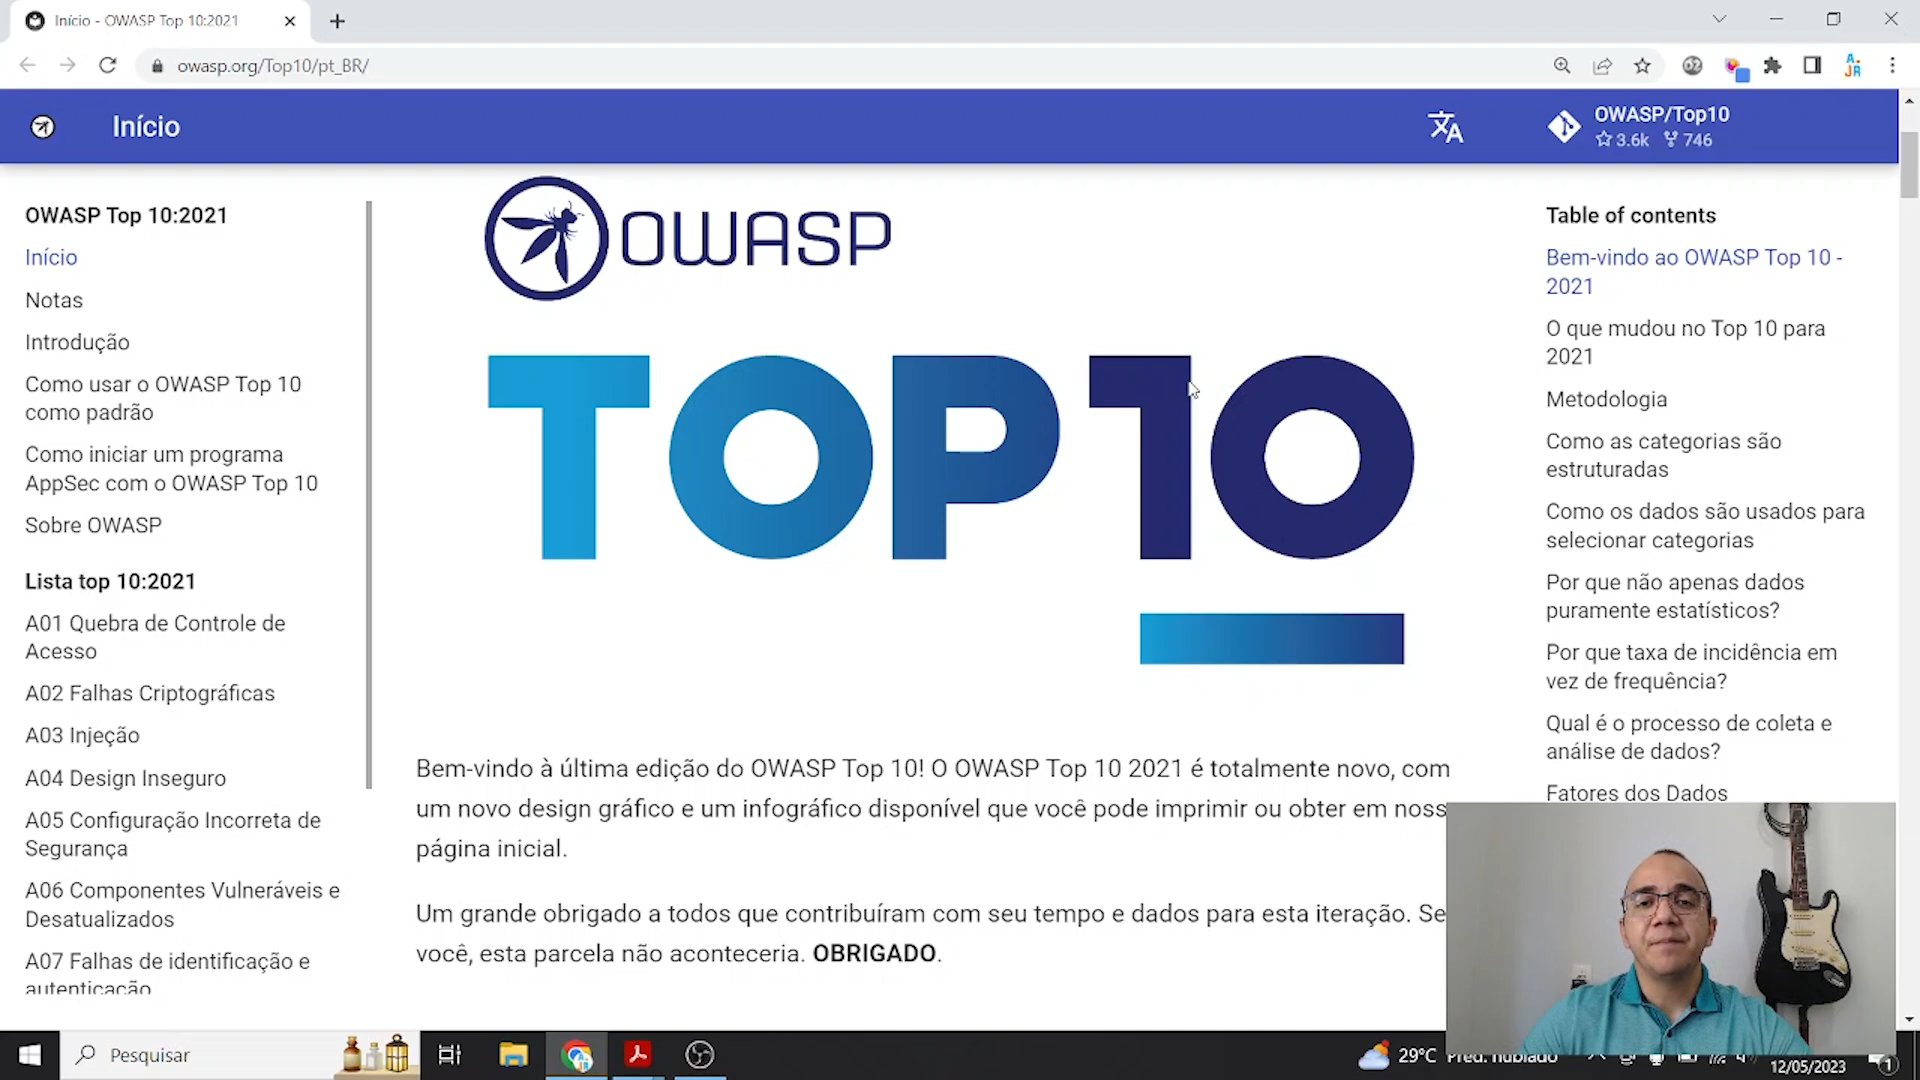 Início - OWASP Top 10:2021
owasp.org/Top10/pt_BR/
Início
OWASP/Top10
3.6k 746
OWASP Top 10:2021
Início
Notas
Introdução
Como usar o OWASP Top 10
como padrão
Como iniciar um programa
AppSec com o OWASP Top 10
Sobre OWASP
Lista top 10:2021
A01 Quebra de Controle de
Acesso
A02 Falhas Criptográficas
A03 Injeção
A04 Design Inseguro
A05 Configuração Incorreta de
Segurança
A06 Componentes Vulneráveis e
Desatualizados
A07 Falhas de identificação e
autenticação
OWASP
TOP10
Bem-vindo à última edição do OWASP Top 10! O OWASP Top 10 2021 é totalmente novo, com
um novo design gráfico e um infográfico disponível que você pode imprimir ou obter em noss
página inicial.
Um grande obrigado a todos que contribuíram com seu tempo e dados para esta iteração. Se
você, esta parcela não aconteceria. OBRIGADO.
Table of contents
Bem-vindo ao OWASP Top 10 -
2021
O que mudou no Top 10 para
2021
Metodologia
Como as categorias são
estruturadas
Como os dados são usados para
selecionar categorias
Por que não apenas dados
puramente estatísticos?
Por que taxa de incidência em
vez de frequência?
Qual é o processo de coleta e
análise de dados?
Fatores dos Dados
Pesquisar
29°C Pred. nublado
12/05/2023
1